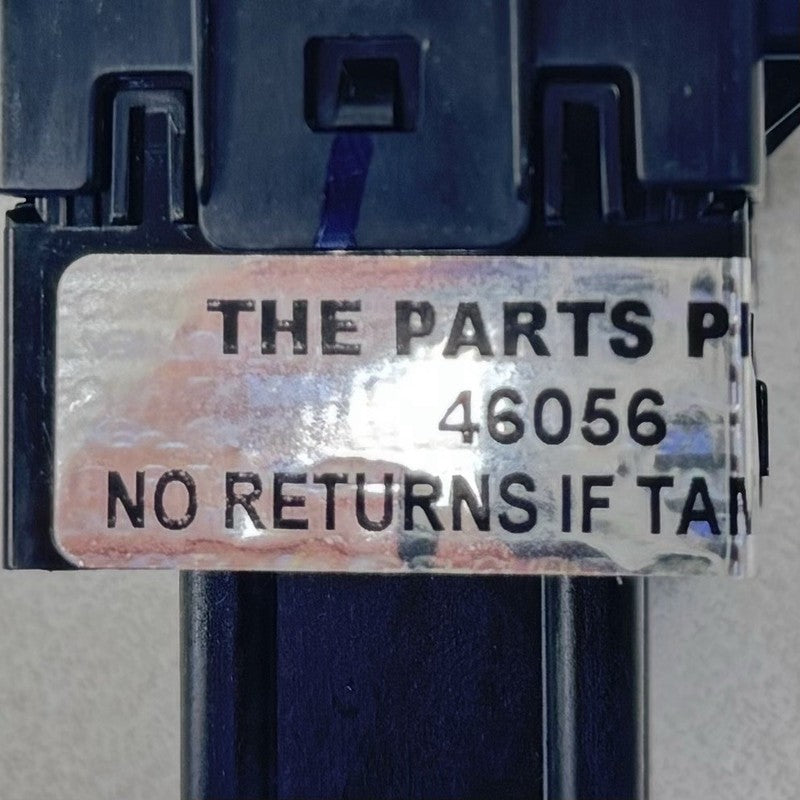 THE PARTS
46056
NO RETURNS IF